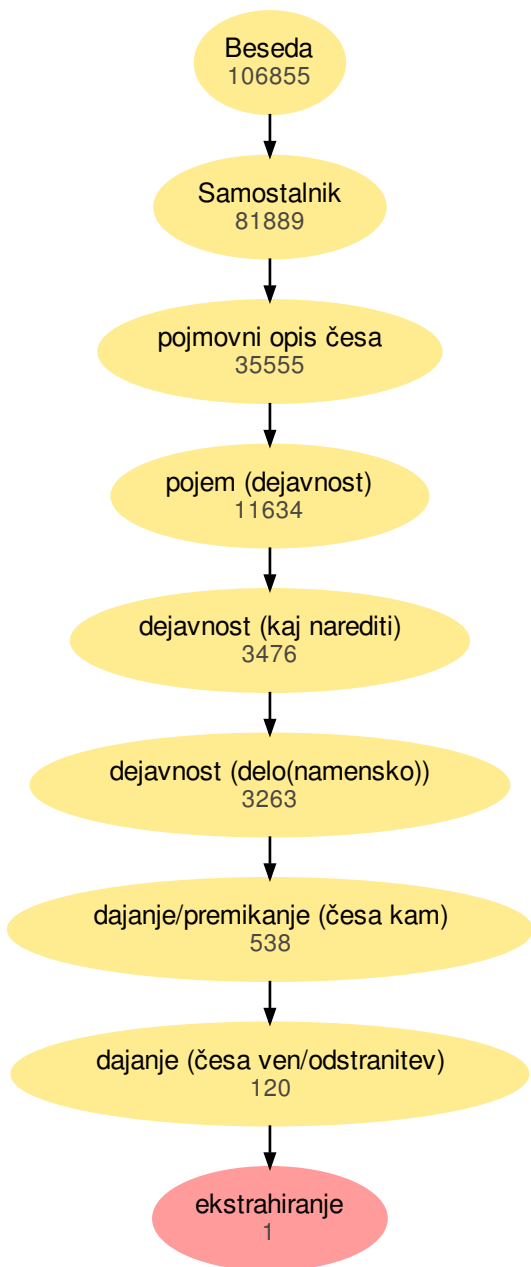 Beseda
106855
Samostalnik
81889
pojmovni opis česa
35555
pojem (dejavnost)
11634
dejavnost (kaj narediti)
3476
dejavnost (delo(namensko))
3263
dajanje/premikanje (česa kam)
538
dajanje (česa ven/odstranitev)
120
ekstrahiranje
1